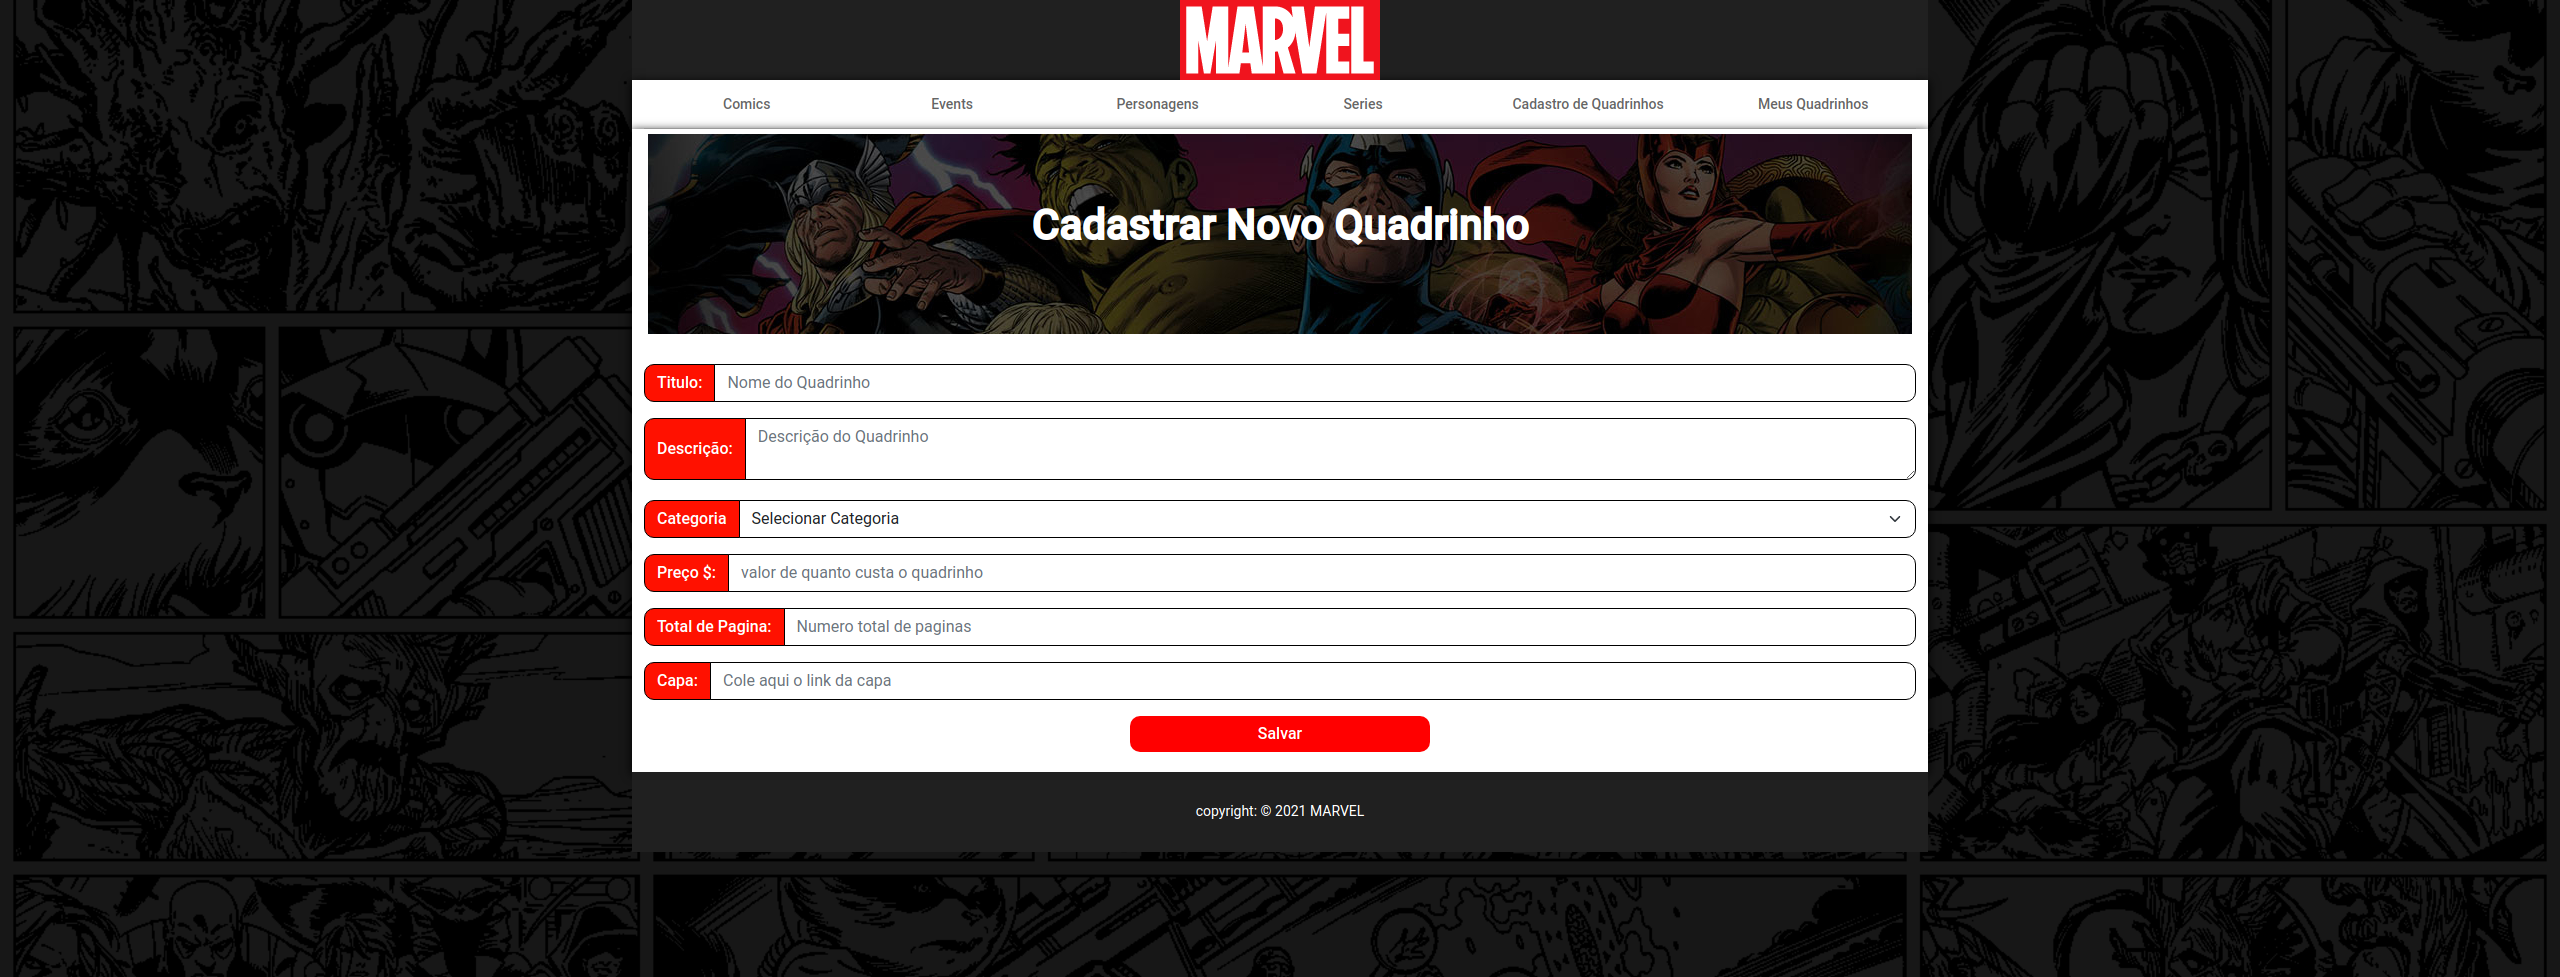 MARVEL
Comics Events Personagens Series Cadastro de Quadrinhos Meus Quadrinhos
Cadastrar Novo Quadrinho
Titulo: Nome do Quadrinho
Descrição: Descrição do Quadrinho
Categoria Selecionar Categoria
Preço $: valor de quanto custa o quadrinho
Total de Pagina: Numero total de paginas
Capa: Cole aqui o link da capa
Salvar
copyright: © 2021 MARVEL